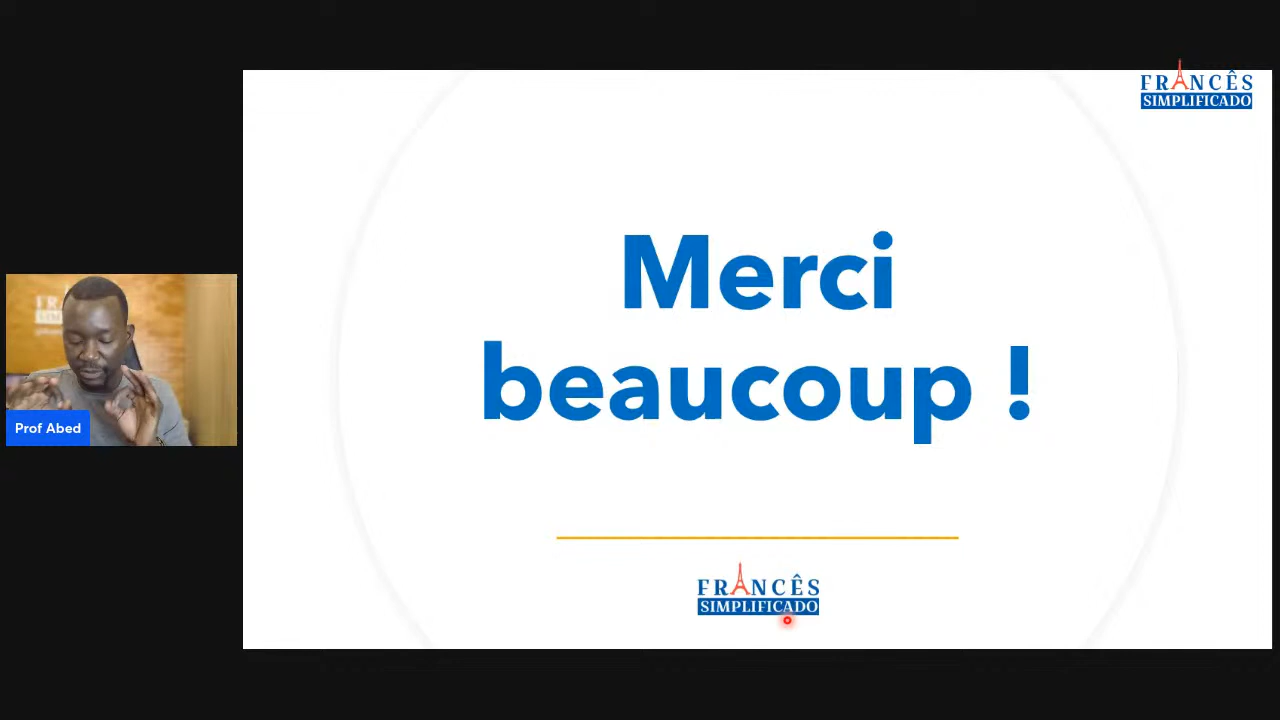 FRANCÊS
SIMPLIFICADO
Merci
beaucoup !
Prof Abed
FRANCÊS
SIMPLIFICADO